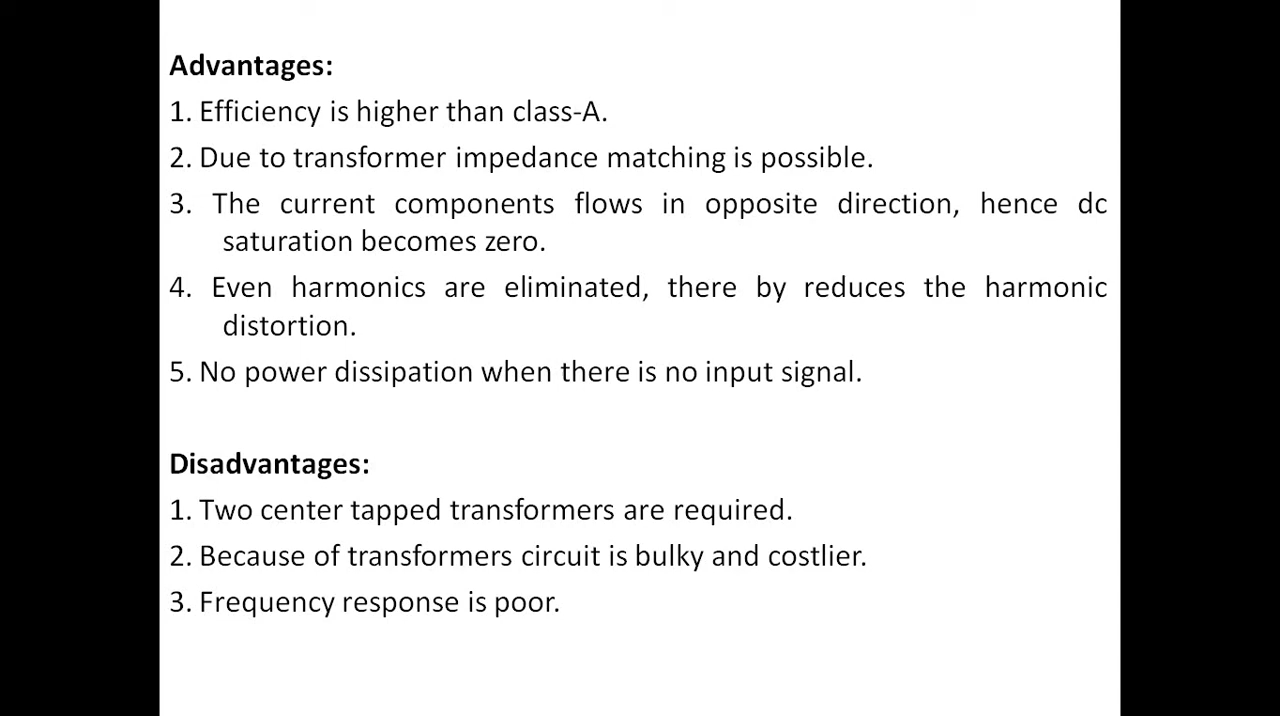 Advantages:
1. Efficiency is higher than class-A.
2. Due to transformer impedance matching is possible.
3. The current components flows in opposite direction, hence dc
saturation becomes zero.
4. Even harmonics are eliminated, there by reduces the harmonic
distortion.
5. No power dissipation when there is no input signal.
Disadvantages:
1. Two center tapped transformers are required.
2. Because of transformers circuit is bulky and costlier.
3. Frequency response is poor.